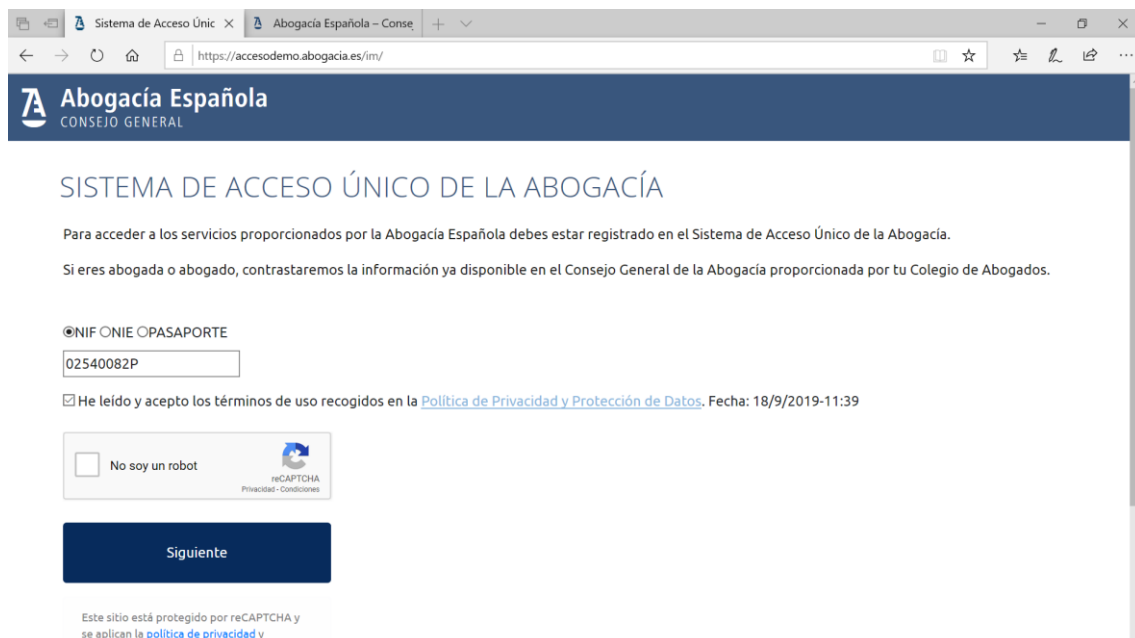 Sistema de Acceso Únic
Abogacía Española – Conse
https://accesodemo.abogacia.es/im/
Abogacía Española
CONSEJO GENERAL
SISTEMA DE ACCESO ÚNICO DE LA ABOGACÍA
Para acceder a los servicios proporcionados por la Abogacía Española debes estar registrado en el Sistema de Acceso Único de la Abogacía.
Si eres abogada o abogado, contrastaremos la información ya disponible en el Consejo General de la Abogacía proporcionada por tu Colegio de Abogados.
NIF NIE PASAPORTE
02540082P
He leído y acepto los términos de uso recogidos en la Política de Privacidad y Protección de Datos. Fecha: 18/9/2019-11:39
No soy un robot
reCAPTCHA
Privacidad - Condiciones
Siguiente
Este sitio está protegido por reCAPTCHA y
se aplican la política de privacidad y